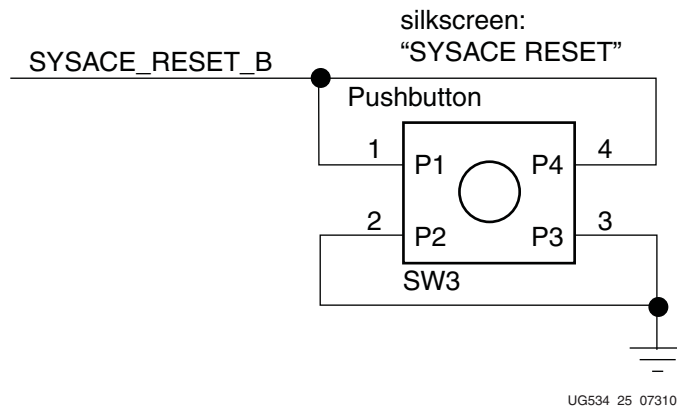 silkscreen:
“SYSACE RESET”
SYSACE_RESET_B
Pushbutton
1 P1 P4 4
2 P2 P3 3
SW3
UG534_25_07310